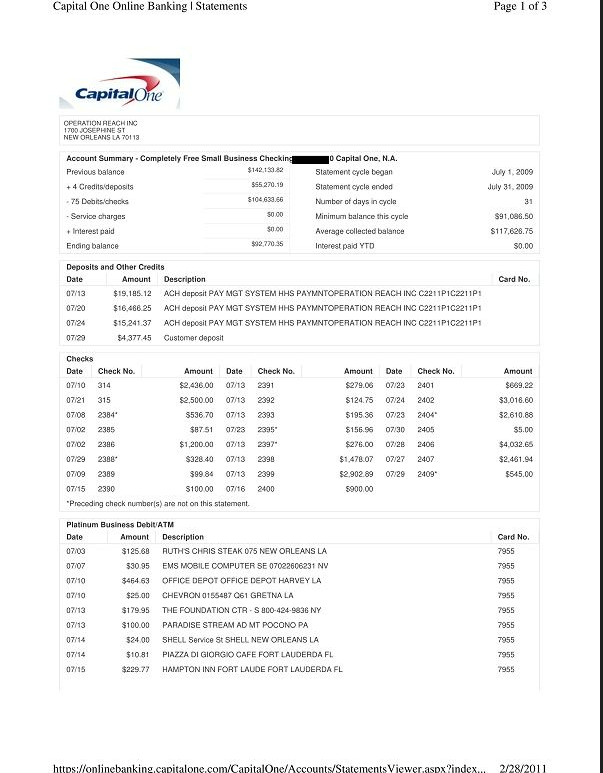 Capital One Online Banking | Statements Page 1 of 3
CapitalOne
OPERATION REACH INC
1700 JOSEPHINE ST
NEW ORLEANS LA 70113
Account Summary - Completely Free Small Business Checking 0 Capital One, N.A.
Previous balance $142,133.82 Statement cycle began July 1, 2009
+ 4 Credits/deposits $55,270.19 Statement cycle ended July 31, 2009
- 75 Debits/checks $104,633.66 Number of days in cycle 31
- Service charges $0.00 Minimum balance this cycle $91,086.50
+ Interest paid $0.00 Average collected balance $117,626.75
Ending balance $92,770.35 Interest paid YTD $0.00
Deposits and Other Credits
Date Amount Description Card No.
07/13 $19,185.12 ACH deposit PAY MGT SYSTEM HHS PAYMNTOPERATION REACH INC C2211P1C2211P1
07/20 $16,466.25 ACH deposit PAY MGT SYSTEM HHS PAYMNTOPERATION REACH INC C2211P1C2211P1
07/24 $15,241.37 ACH deposit PAY MGT SYSTEM HHS PAYMNTOPERATION REACH INC C2211P1C2211P1
07/29 $4,377.45 Customer deposit
Checks
Date Check No. Amount Date Check No. Amount Date Check No. Amount
07/10 314 $2,436.00 07/13 2391 $279.06 07/23 2401 $669.22
07/21 315 $2,500.00 07/13 2392 $124.75 07/24 2402 $3,016.60
07/08 2384* $536.70 07/13 2393 $195.36 07/23 2404* $2,610.88
07/02 2385 $87.51 07/23 2395* $156.96 07/30 2405 $5.00
07/02 2386 $1,200.00 07/13 2397* $276.00 07/28 2406 $4,032.65
07/29 2388* $328.40 07/13 2398 $1,478.07 07/27 2407 $2,461.94
07/09 2389 $99.84 07/13 2399 $2,902.89 07/29 2409* $545.00
07/15 2390 $100.00 07/16 2400 $900.00
*Preceding check number(s) are not on this statement.
Platinum Business Debit/ATM
Date Amount Description Card No.
07/03 $125.68 RUTH'S CHRIS STEAK 075 NEW ORLEANS LA 7955
07/07 $30.95 EMS MOBILE COMPUTER SE 07022606231 NV 7955
07/10 $464.63 OFFICE DEPOT OFFICE DEPOT HARVEY LA 7955
07/10 $25.00 CHEVRON 0155487 Q61 GRETNA LA 7955
07/13 $179.95 THE FOUNDATION CTR - S 800-424-9836 NY 7955
07/13 $100.00 PARADISE STREAM AD MT POCONO PA 7955
07/14 $24.00 SHELL Service St SHELL NEW ORLEANS LA 7955
07/14 $10.81 PIAZZA DI GIORGIO CAFE FORT LAUDERDA FL 7955
07/15 $229.77 HAMPTON INN FORT LAUDE FORT LAUDERDA FL 7955
https://onlinebanking.capitalone.com/CapitalOne/Accounts/StatementsViewer.aspx?index... 2/28/2011